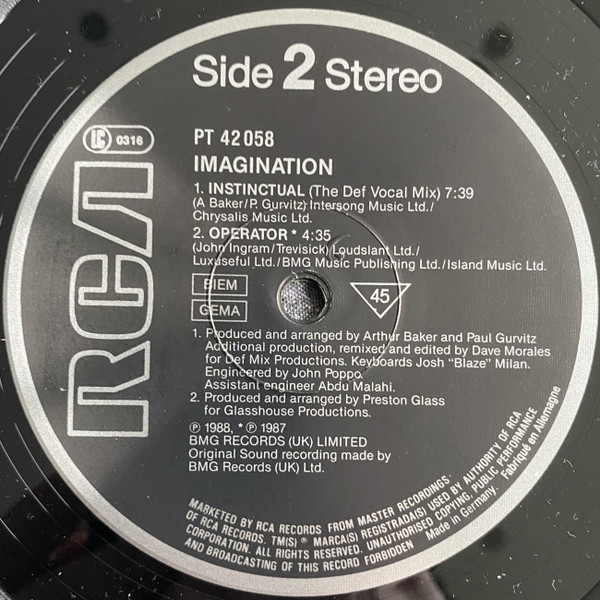 Side 2 Stereo
LC 0316
PT 42 058
IMAGINATION
1. INSTINCTUAL (The Def Vocal Mix) 7:39
(A Baker/P. Gurvitz) Intersong Music Ltd./
Chrysalis Music Ltd.
2. OPERATOR * 4:35
(John Ingram/Trevisick) Loudslant Ltd./
Luxuseful Ltd./BMG Music Publishing Ltd./Island Music Ltd.
BIEM
GEMA
45
RCA
1. Produced and arranged by Arthur Baker and Paul Gurvitz
Additional production, remixed and edited by Dave Morales
for Def Mix Productions. Keyboards Josh "Blaze" Milan.
Engineered by John Poppo.
Assistant engineer Abdu Malahi.
2. Produced and arranged by Preston Glass
for Glasshouse Productions.
℗ 1988, * ℗ 1987
BMG RECORDS (UK) LIMITED
Original Sound recording made by
BMG Records (UK) Ltd.
MARKETED BY RCA RECORDS FROM MASTER RECORDINGS.
OF RCA RECORDS. TM(S) ® MARCA(S) REGISTRADA(S) USED BY AUTHORITY OF RCA
CORPORATION. ALL RIGHTS RESERVED. UNAUTHORISED COPYING, PUBLIC PERFORMANCE
AND BROADCASTING OF THIS RECORD FORBIDDEN Made in Germany. Fabriqué en Allemagne